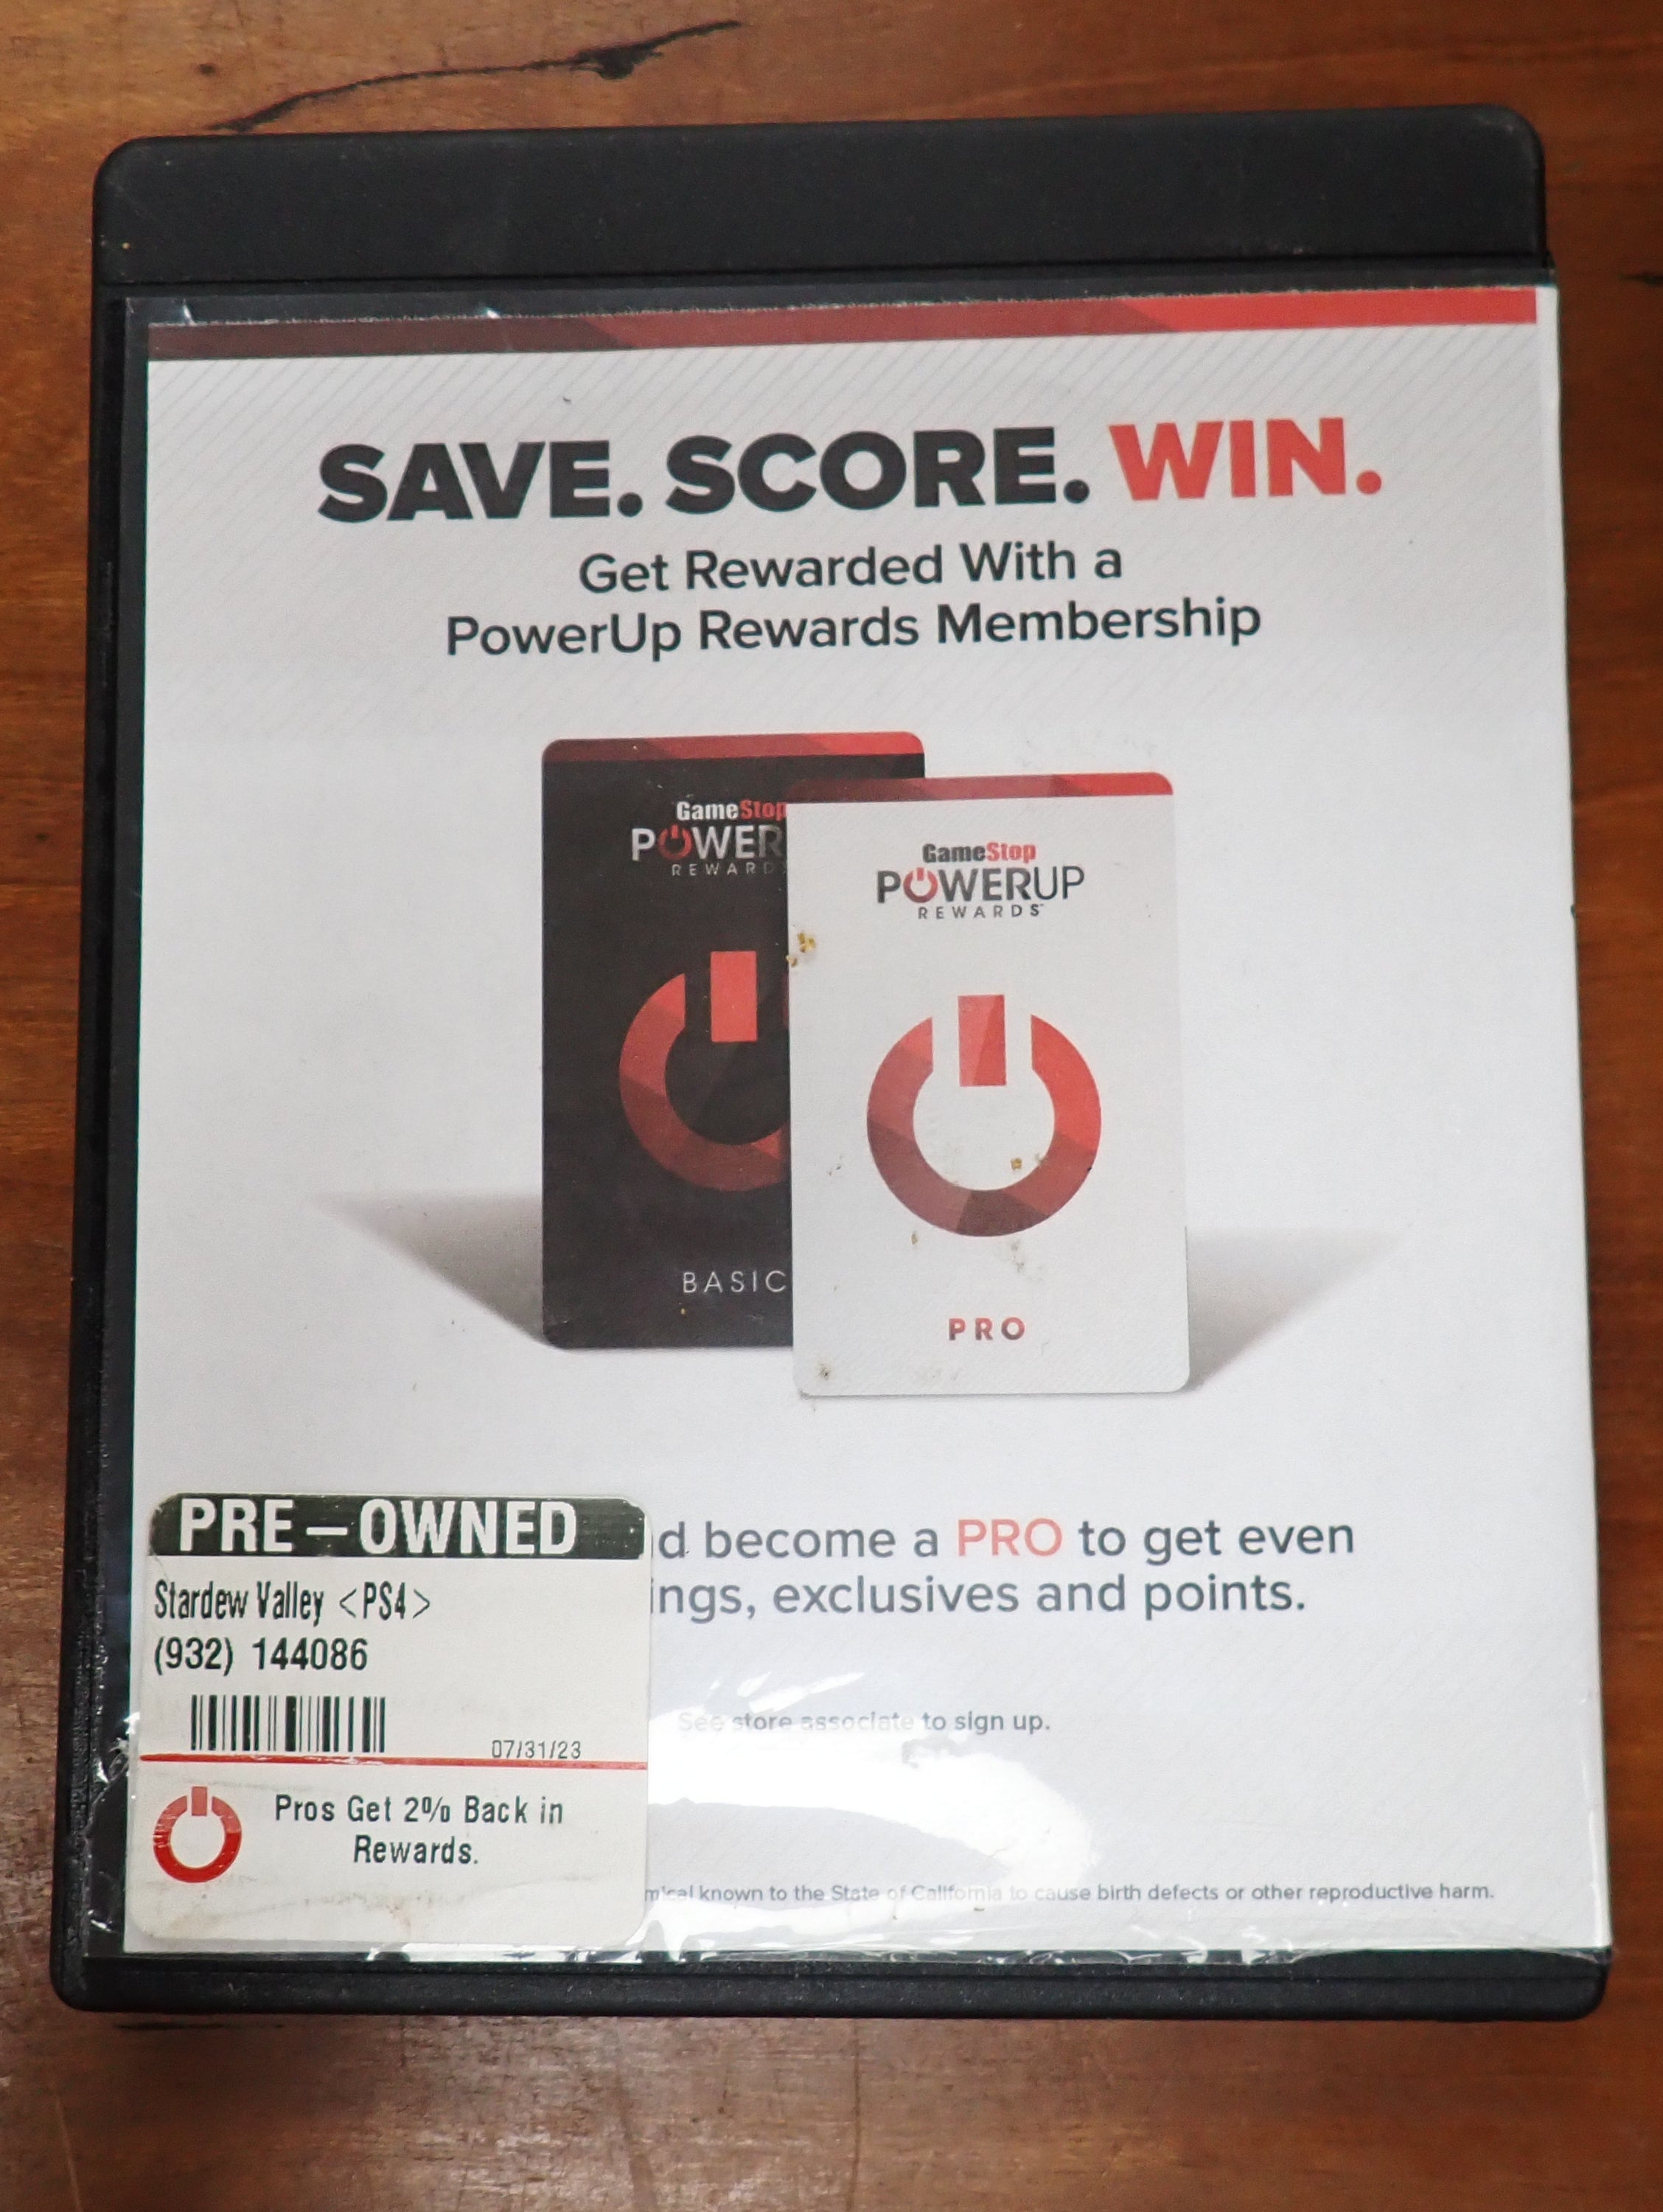 SAVE. SCORE. WIN.
Get Rewarded With a
PowerUp Rewards Membership
GameStop
POWER
REWARD
BASIC
GameStop
POWERUP
REWARDS
PRO
d become a PRO to get even
ings, exclusives and points.
See store associate to sign up.
PRE-OWNED
Stardew Valley <PS4>
(932) 144086
07/31/23
Pros Get 2% Back in
Rewards.
mical known to the State of California to cause birth defects or other reproductive harm.